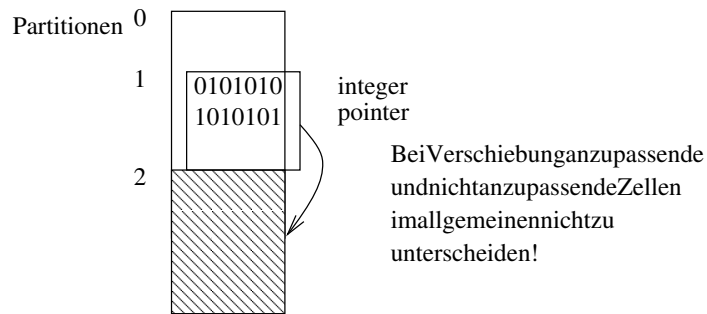 Partitionen 0
1
0101010 integer
1010101 pointer
BeiVerschiebunganzupassende
2
undnichtanzupassendeZellen
imallgemeinennichtzu
unterscheiden!